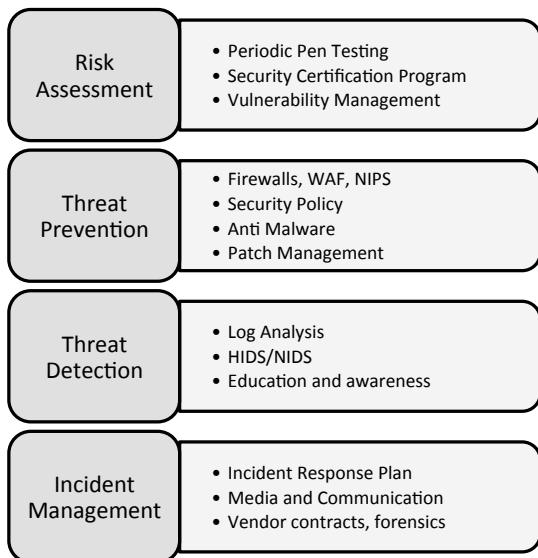 Risk
Assessment
• Periodic Pen Testing
• Security Certification Program
• Vulnerability Management
Threat
Prevention
• Firewalls, WAF, NIPS
• Security Policy
• Anti Malware
• Patch Management
Threat
Detection
• Log Analysis
• HIDS/NIDS
• Education and awareness
Incident
Management
• Incident Response Plan
• Media and Communication
• Vendor contracts, forensics